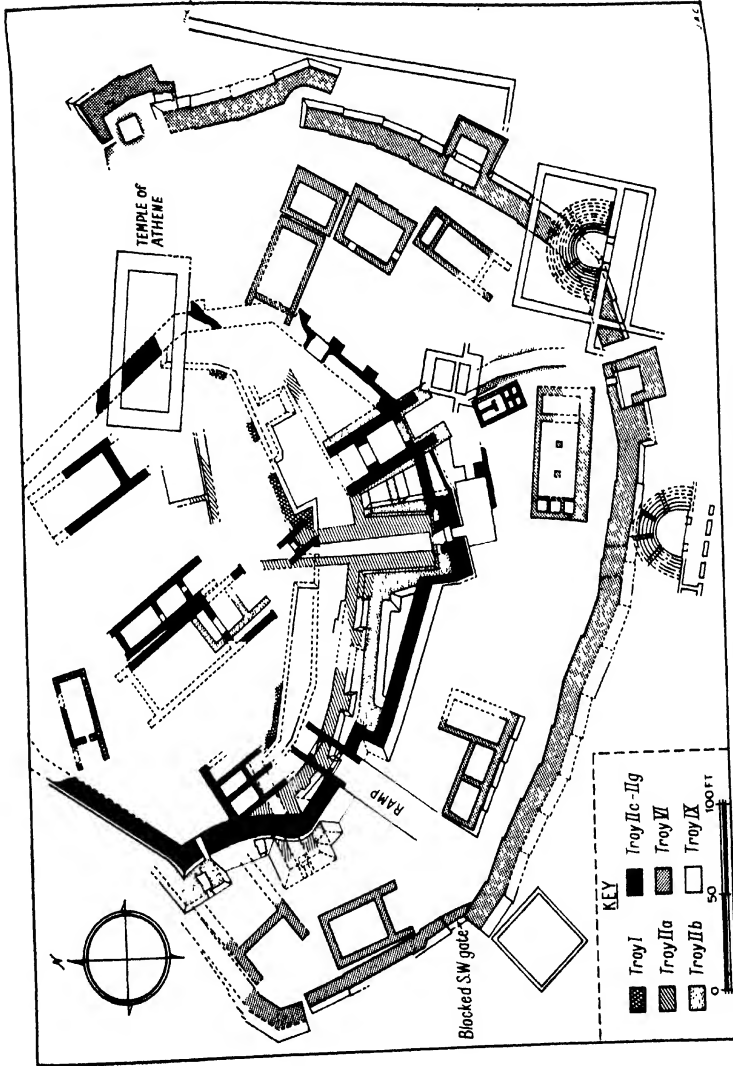 N
TEMPLE OF
ATHENE
RAMP
Blocked S.W gate
KEY
Troy I
Troy IIa
Troy IIb
Troy IIc-IIg
Troy VI
Troy IX
0 50 100 FT